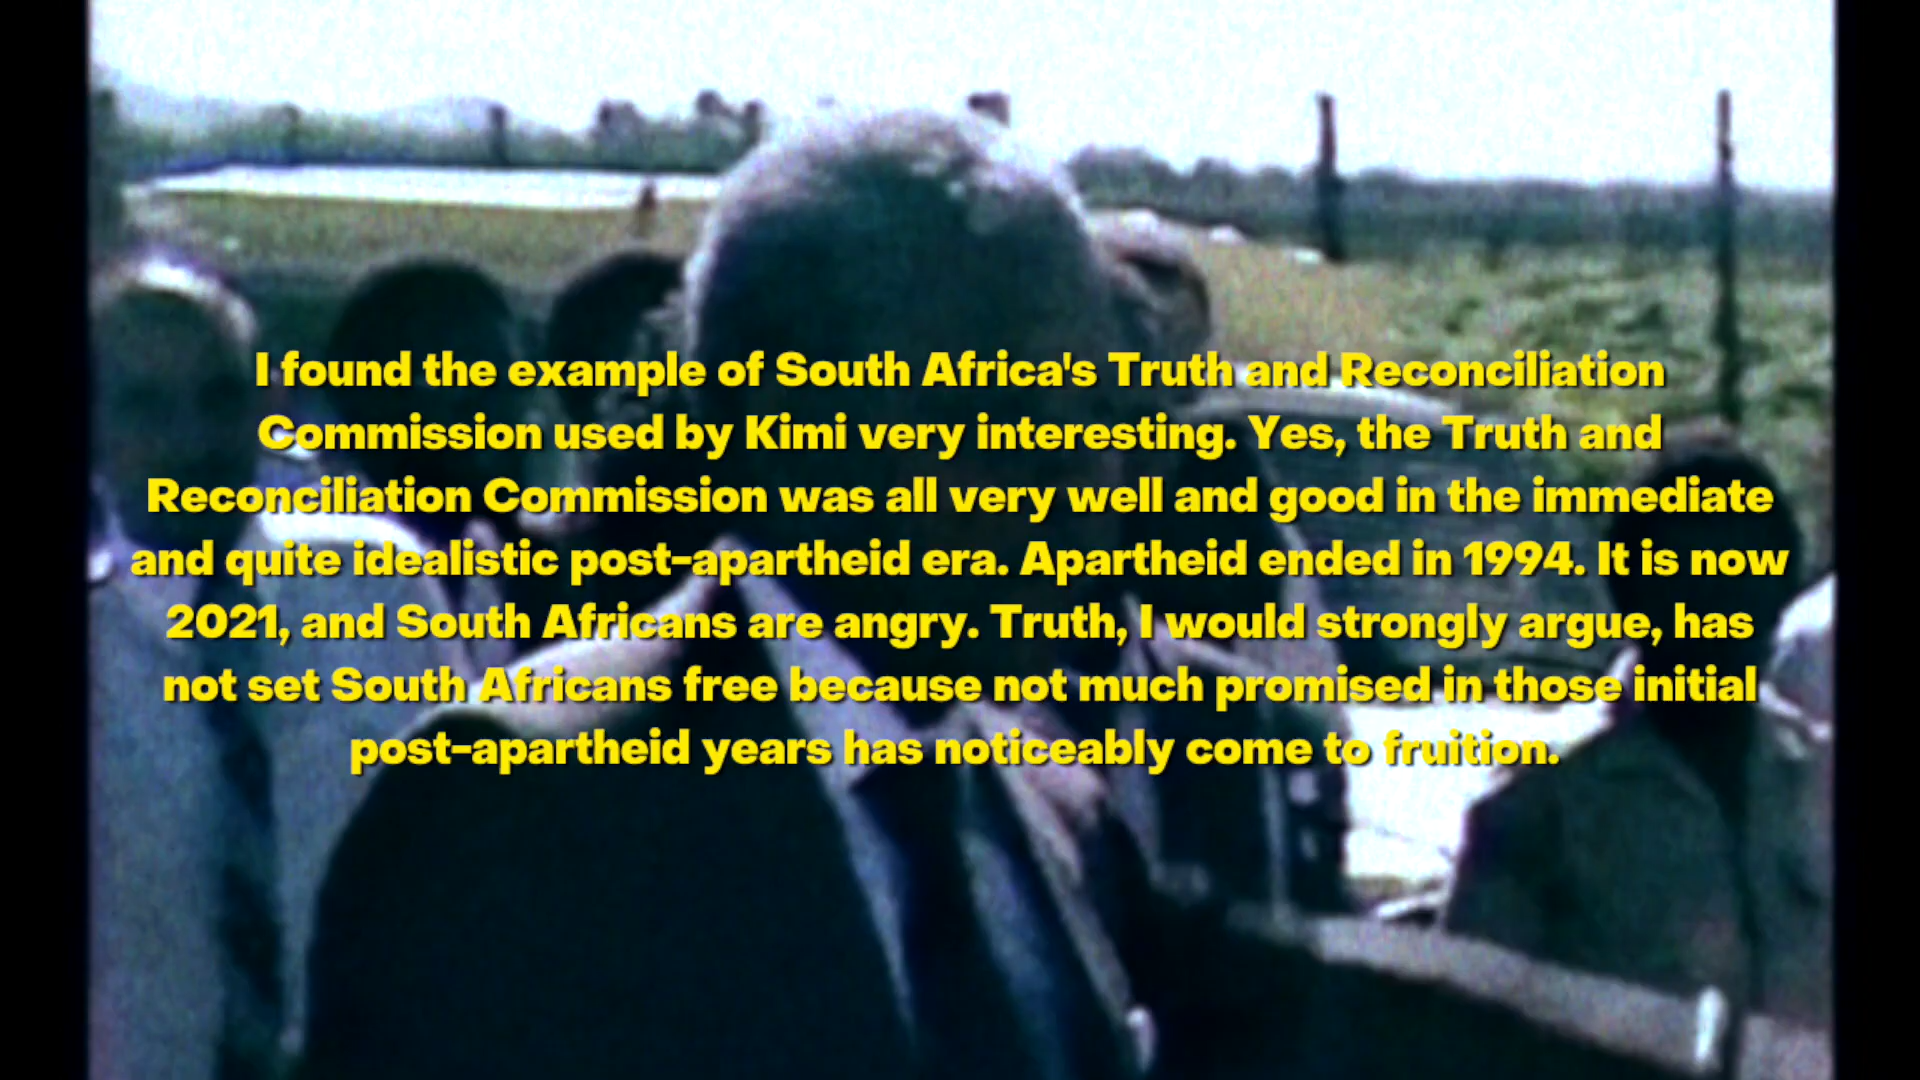 I found the example of South Africa's Truth and Reconciliation
Commission used by Kimi very interesting. Yes, the Truth and
Reconciliation Commission was all very well and good in the immediate
and quite idealistic post-apartheid era. Apartheid ended in 1994. It is now
2021, and South Africans are angry. Truth, I would strongly argue, has
not set South Africans free because not much promised in those initial
post-apartheid years has noticeably come to fruition.